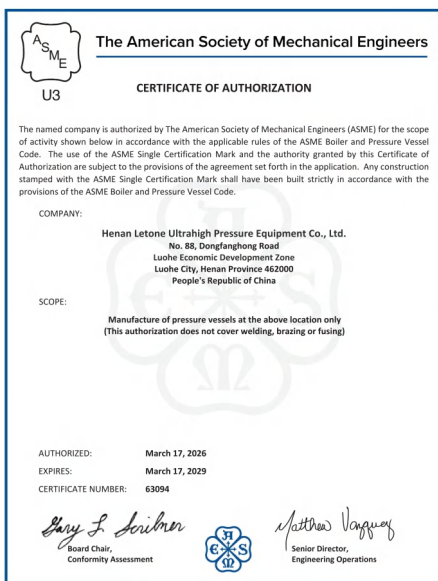 ASME
The American Society of Mechanical Engineers
U3
CERTIFICATE OF AUTHORIZATION
The named company is authorized by The American Society of Mechanical Engineers (ASME) for the scope
of activity shown below in accordance with the applicable rules of the ASME Boiler and Pressure Vessel
Code. The use of the ASME Single Certification Mark and the authority granted by this Certificate of
Authorization are subject to the provisions of the agreement set forth in the application. Any construction
stamped with the ASME Single Certification Mark shall have been built strictly in accordance with the
provisions of the ASME Boiler and Pressure Vessel Code.
COMPANY:
Henan Letone Ultrahigh Pressure Equipment Co., Ltd.
No. 88, Dongfanghong Road
Luohe Economic Development Zone
Luohe City, Henan Province 462000
People's Republic of China
SCOPE:
Manufacture of pressure vessels at the above location only
(This authorization does not cover welding, brazing or fusing)
AUTHORIZED: March 17, 2026
EXPIRES: March 17, 2029
CERTIFICATE NUMBER: 63094
Gary L. Scribner
Matthew Vazquez
Board Chair,
Conformity Assessment
Senior Director,
Engineering Operations